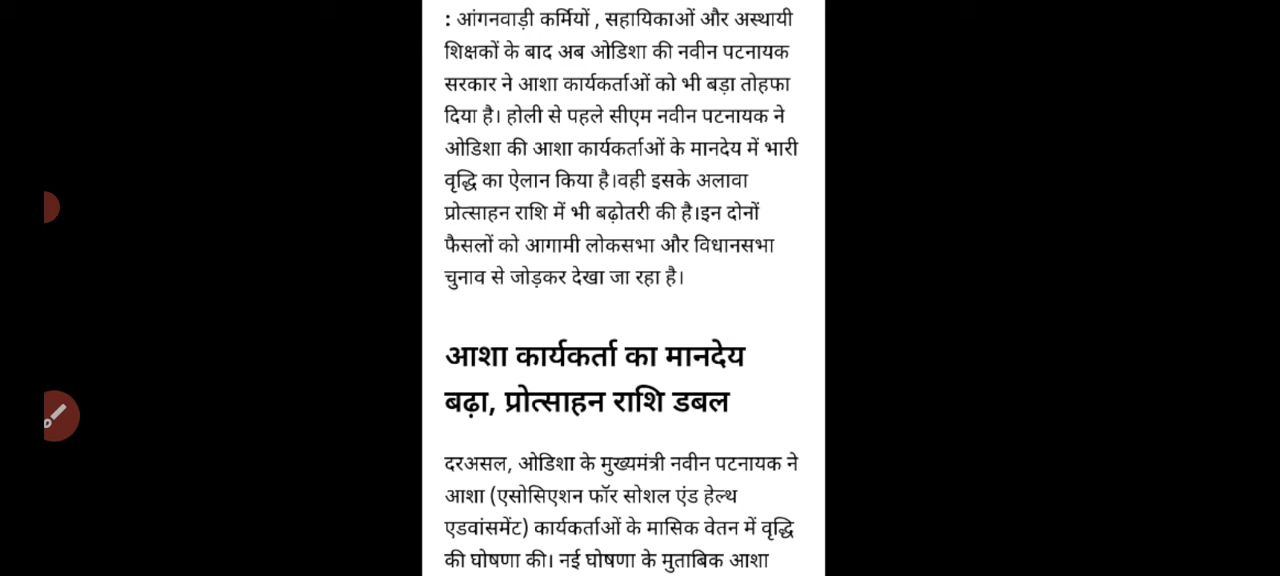 : आंगनवाड़ी कर्मियों , सहायिकाओं और अस्थायी
शिक्षकों के बाद अब ओडिशा की नवीन पटनायक
सरकार ने आशा कार्यकर्ताओं को भी बड़ा तोहफा
दिया है। होली से पहले सीएम नवीन पटनायक ने
ओडिशा की आशा कार्यकर्ताओं के मानदेय में भारी
वृद्धि का ऐलान किया है।वही इसके अलावा
प्रोत्साहन राशि में भी बढ़ोतरी की है।इन दोनों
फैसलों को आगामी लोकसभा और विधानसभा
चुनाव से जोड़कर देखा जा रहा है।
आशा कार्यकर्ता का मानदेय
बढ़ा, प्रोत्साहन राशि डबल
दरअसल, ओडिशा के मुख्यमंत्री नवीन पटनायक ने
आशा (एसोसिएशन फॉर सोशल एंड हेल्थ
एडवांसमेंट) कार्यकर्ताओं के मासिक वेतन में वृद्धि
की घोषणा की। नई घोषणा के मुताबिक आशा